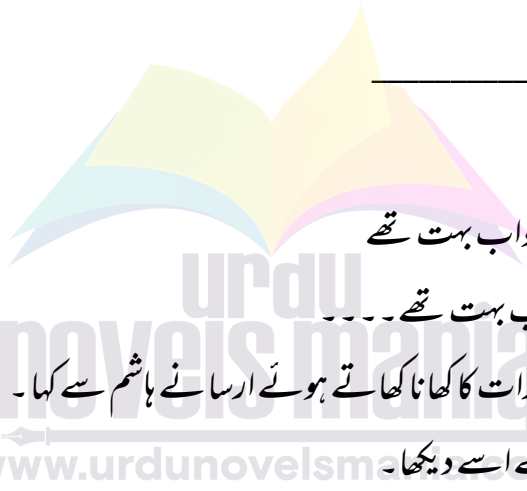 بہت تھے
بہت تھے۔۔۔۔
رات کا کھانا کھاتے ہوئے ارسا نے ہاشم سے کہا۔
اسے دیکھا۔
urdu
novels mania
www.urdunovelsmania.co